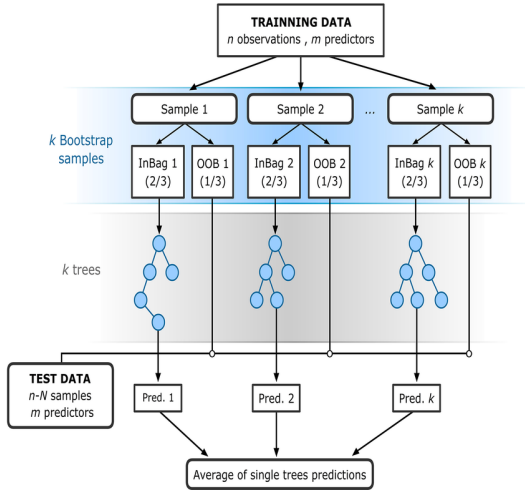 TRAINNING DATA
n observations , m predictors
Sample 1
Sample 2
...
Sample k
k Bootstrap
samples
InBag 1
(2/3)
OOB 1
(1/3)
InBag 2
(2/3)
OOB 2
(1/3)
InBag k
(2/3)
OOB k
(1/3)
k trees
TEST DATA
n-N samples
m predictors
Pred. 1
Pred. 2
Pred. k
Average of single trees predictions